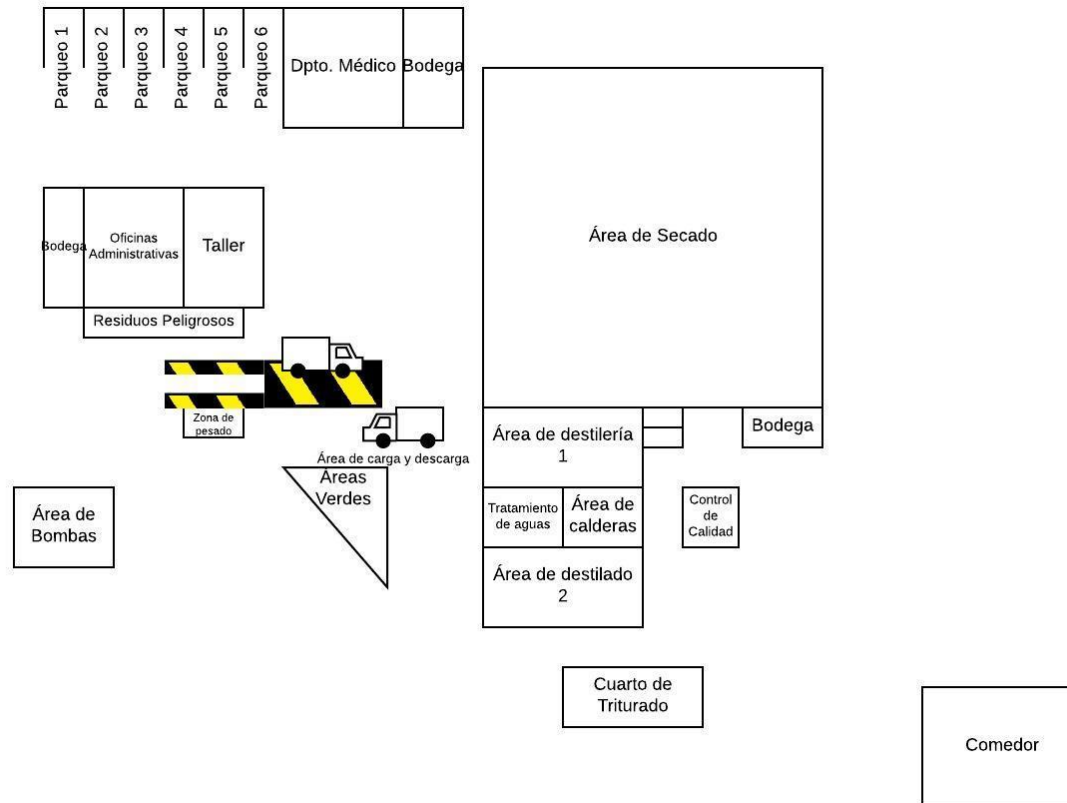 Parqueo 1
Parqueo 2
Parqueo 3
Parqueo 4
Parqueo 5
Parqueo 6
Dpto. Médico
Bodega
Área de Secado
Bodega
Oficinas
Administrativas
Taller
Residuos Peligrosos
Zona de
pesado
Área de carga y descarga
Áreas
Verdes
Área de destilería
1
Bodega
Tratamiento
de aguas
Área de
calderas
Control
de
Calidad
Área de
Bombas
Área de destilado
2
Cuarto de
Triturado
Comedor